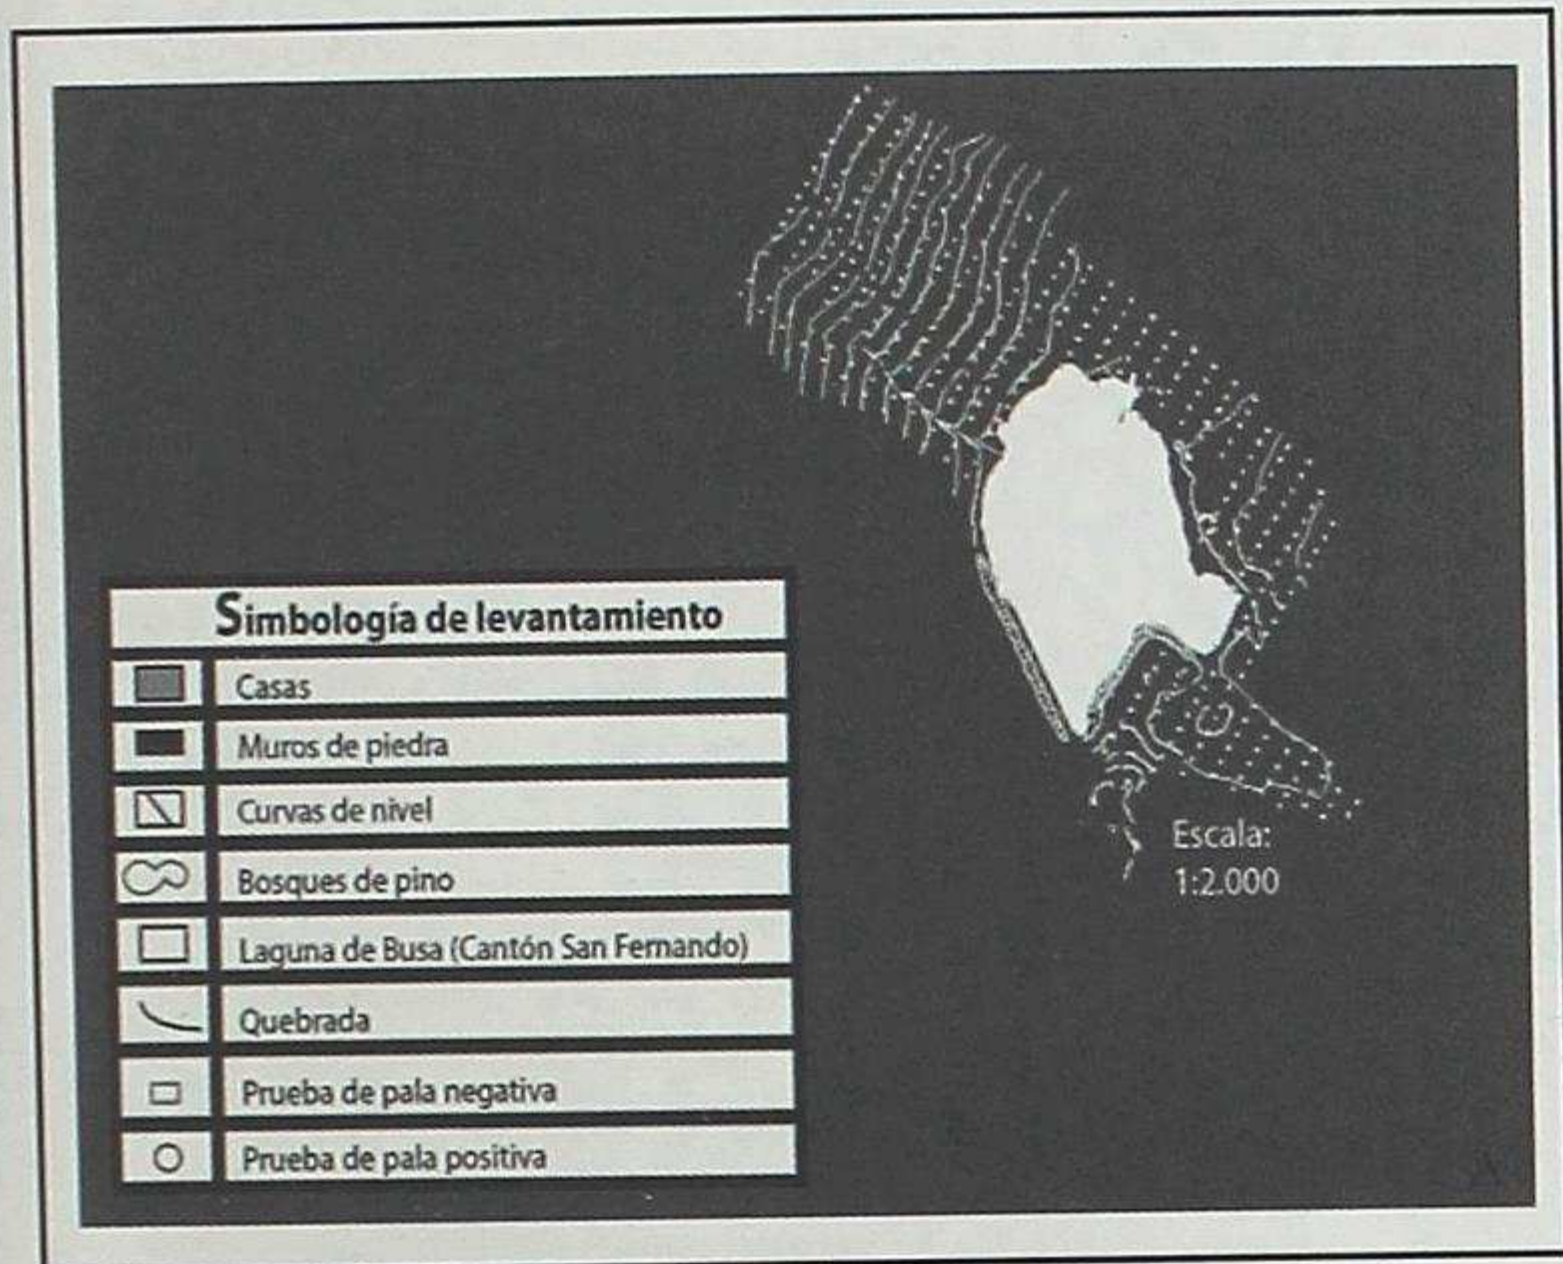 Simbología de levantamiento
Casas
Muros de piedra
Curvas de nivel
Bosques de pino
Laguna de Busa (Cantón San Fernando)
Quebrada
Prueba de pala negativa
Prueba de pala positiva
Escala:
1:2.000